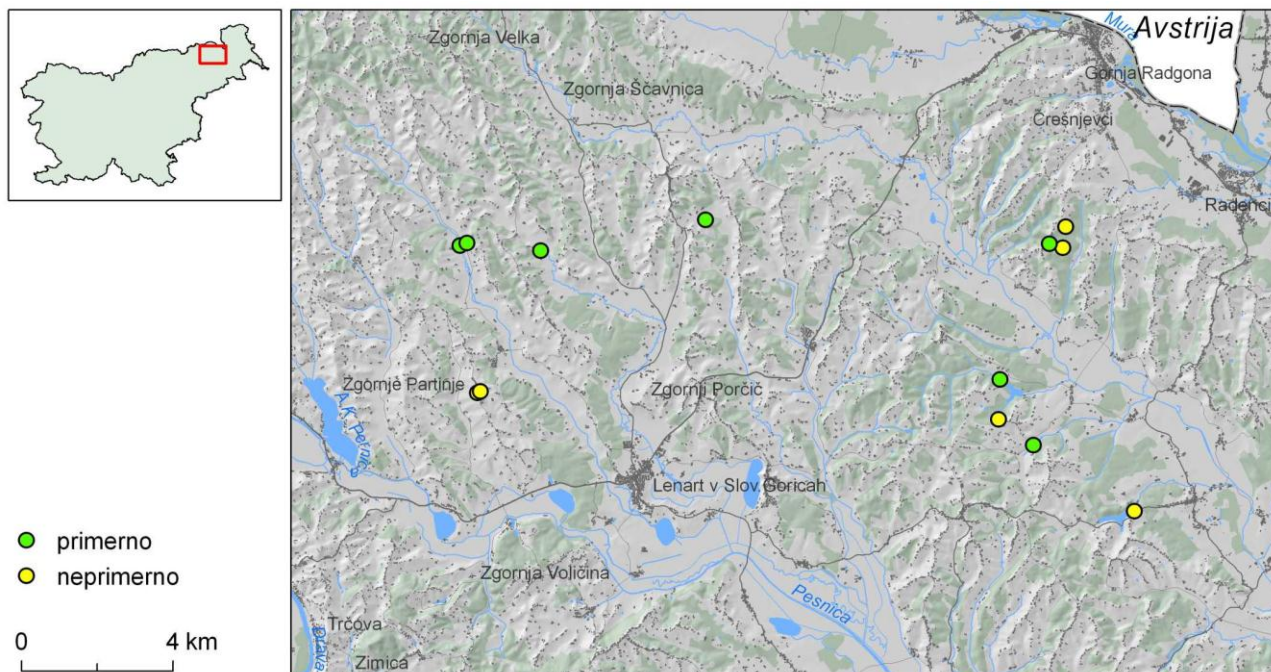 Zgornja Velka
Mura
Avstrija
Gornja Radgona
Zgornja Ščavnica
Črešnjevci
Radenci
Zgornje Partinje
Zgornji Porčič
A.K. Pernica
Lenart v Slov. Goricah
primerno
neprimerno
Zgornja Voličina
Pesnica
Trčova
Drava
Zimica
0 4 km